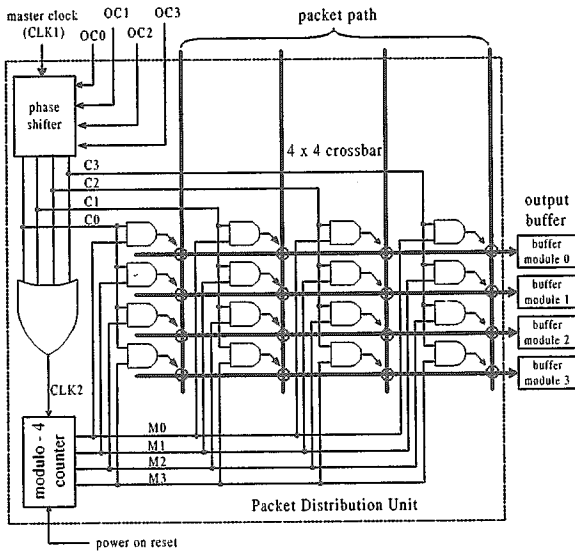 packet path
OC3
OC1
master clock
(CLK1)
OC0
OC2
phase
shifter
4 x 4 crossbar
C3
C2
C1
C0
output
buffer
buffer
module 0
buffer
module 1
buffer
module 2
buffer
module 3
CLK2
modulo - 4
counter
M0
M1
M2
M3
Packet Distribution Unit
power on reset